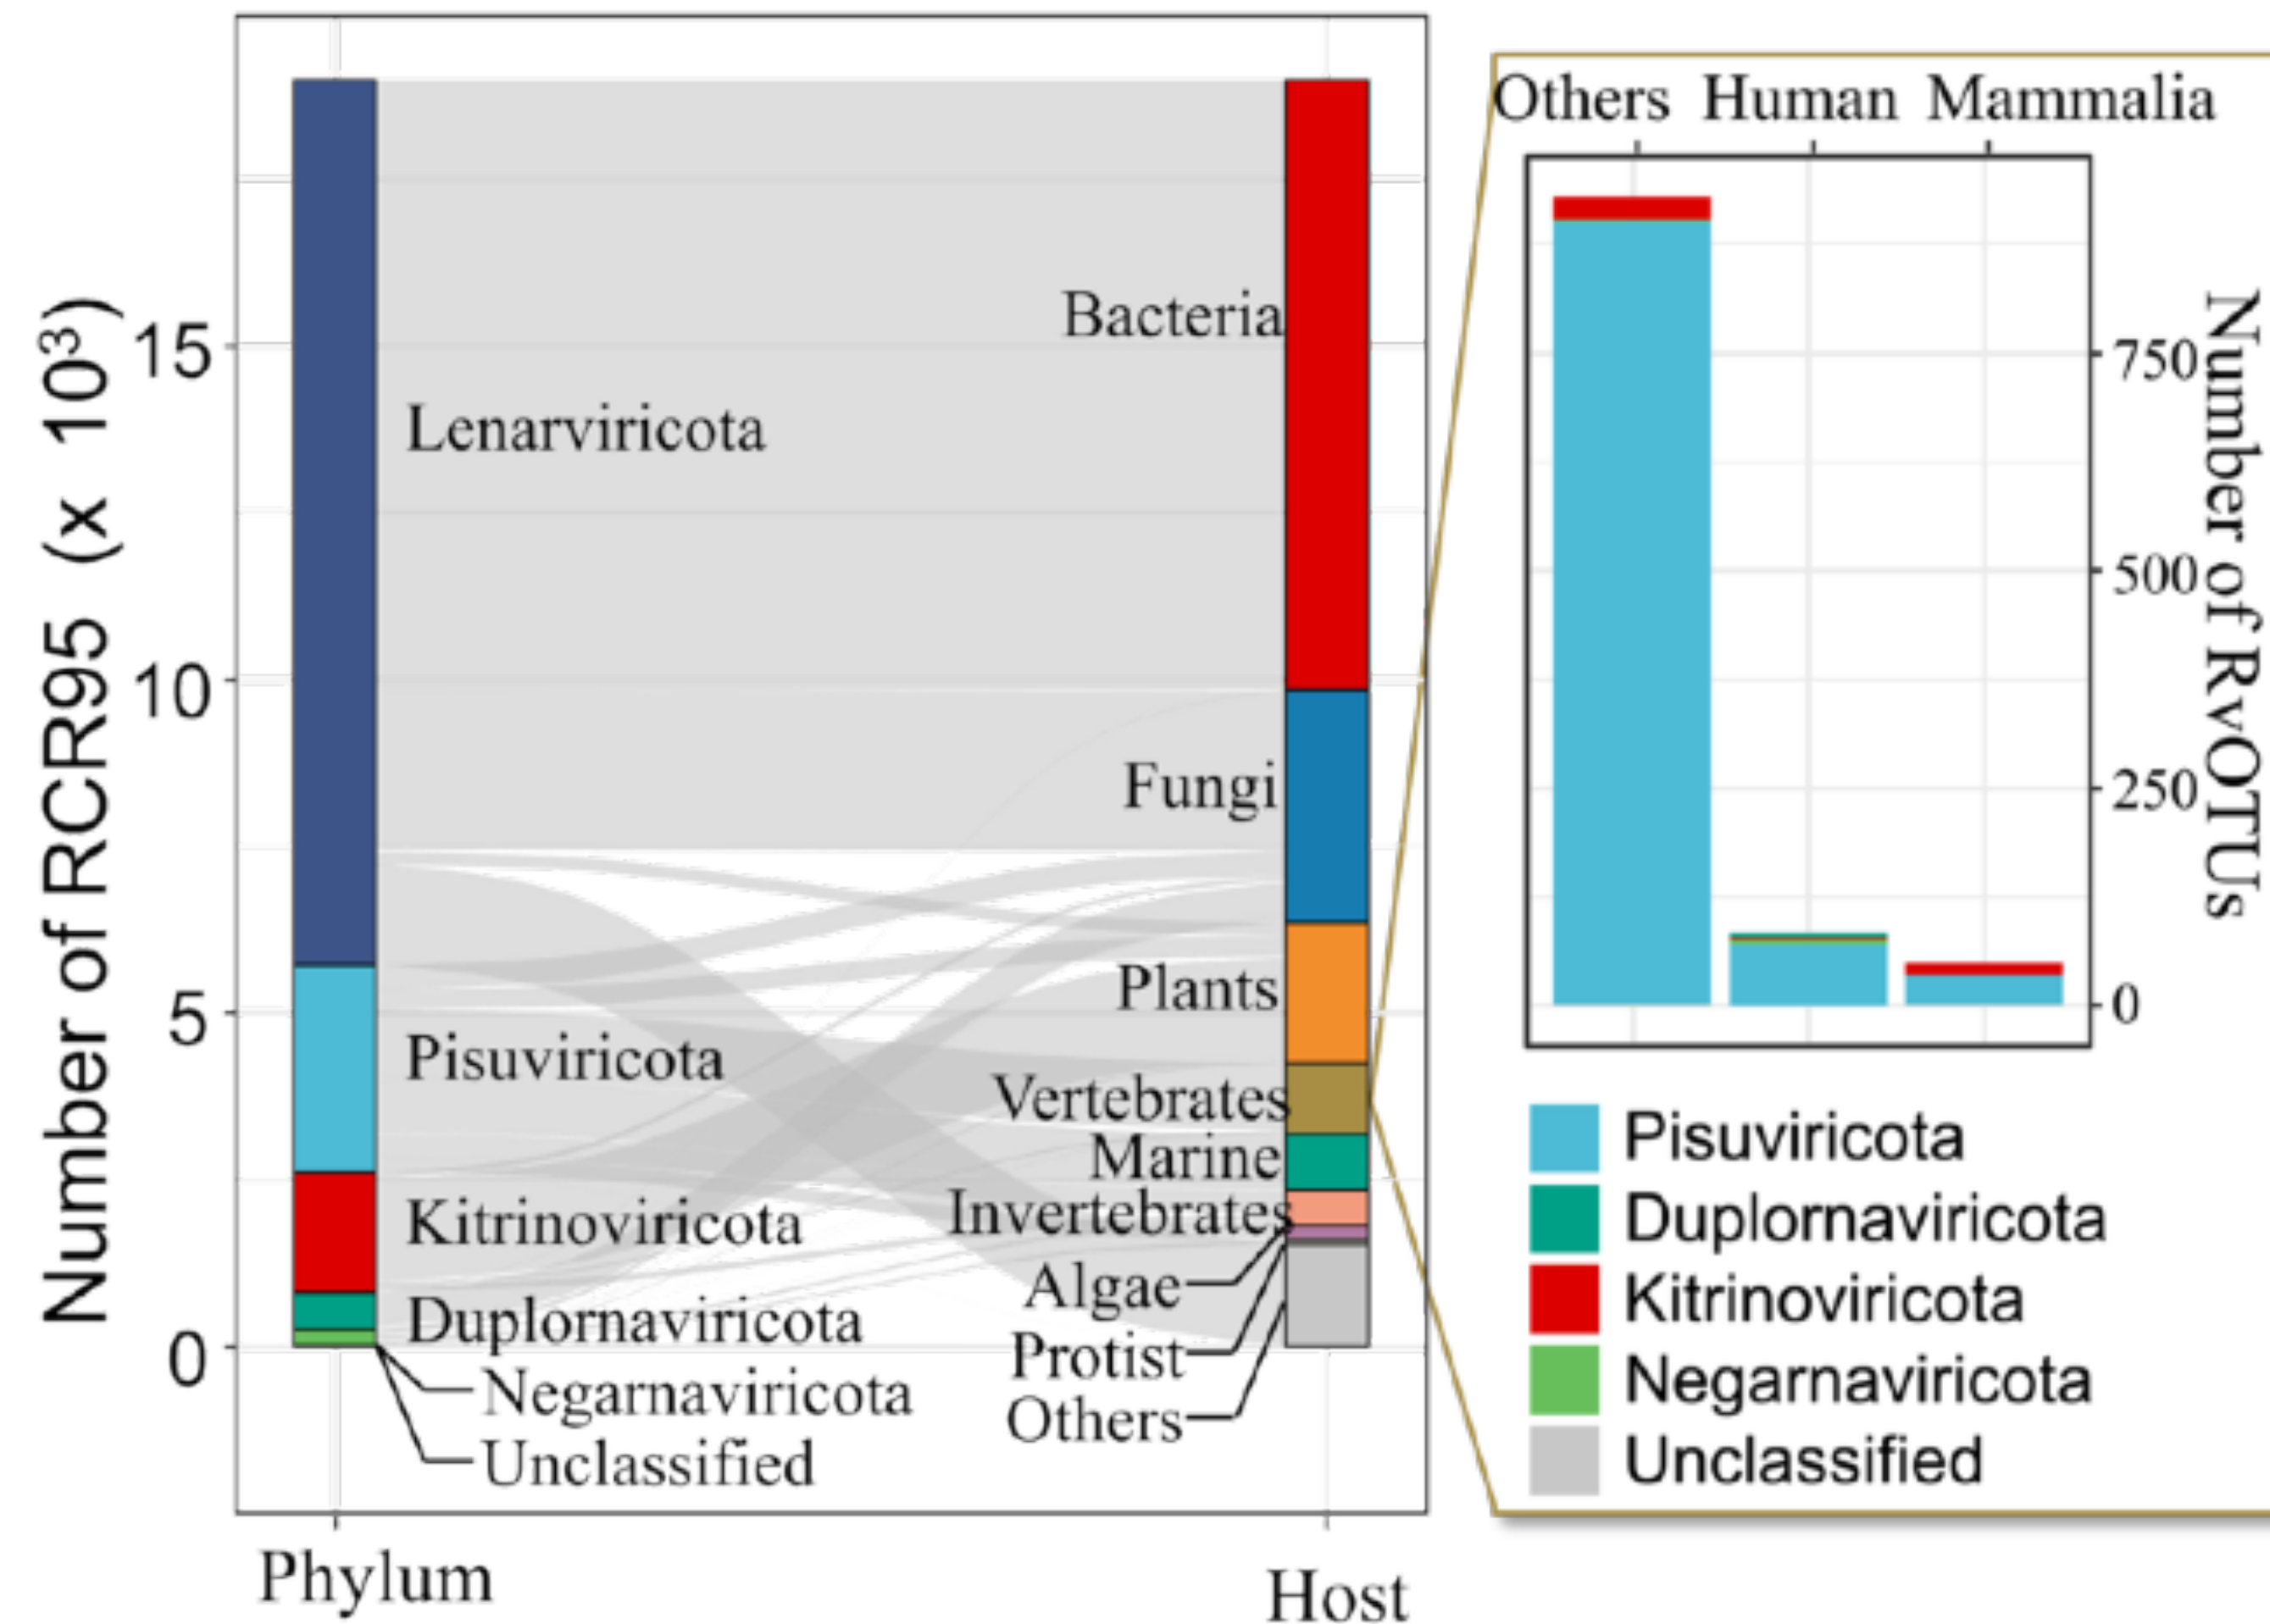 Number of RCR95 (x 10³)
15
10
5
0
Lenarviricota
Pisuviricota
Kitrinoviricota
Duplornaviricota
Negarnaviricota
Unclassified
Bacteria
Fungi
Plants
Vertebrates
Marine
Invertebrates
Algae
Protist
Others
Phylum
Host
Others Human Mammalia
750
500
250
0
Number of RvOTUs
Pisuviricota
Duplornaviricota
Kitrinoviricota
Negarnaviricota
Unclassified